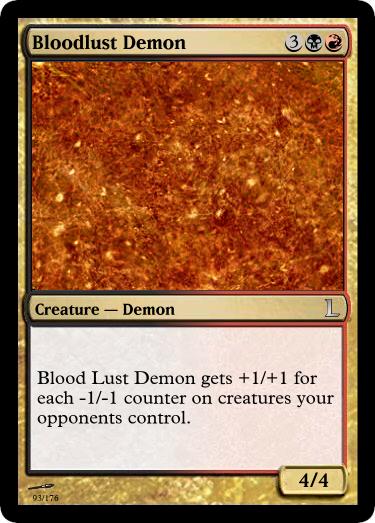 Bloodlust Demon 3
Creature — Demon L
Blood Lust Demon gets +1/+1 for
each -1/-1 counter on creatures your
opponents control.
4/4
93/176